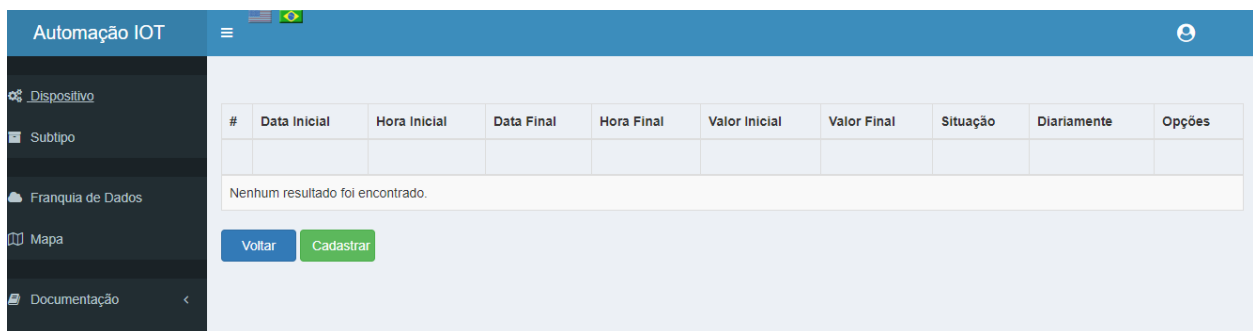 Automação IOT
Dispositivo
Subtipo
Franquia de Dados
Mapa
Documentação
# Data Inicial Hora Inicial Data Final Hora Final Valor Inicial Valor Final Situação Diariamente Opções
Nenhum resultado foi encontrado.
Voltar Cadastrar